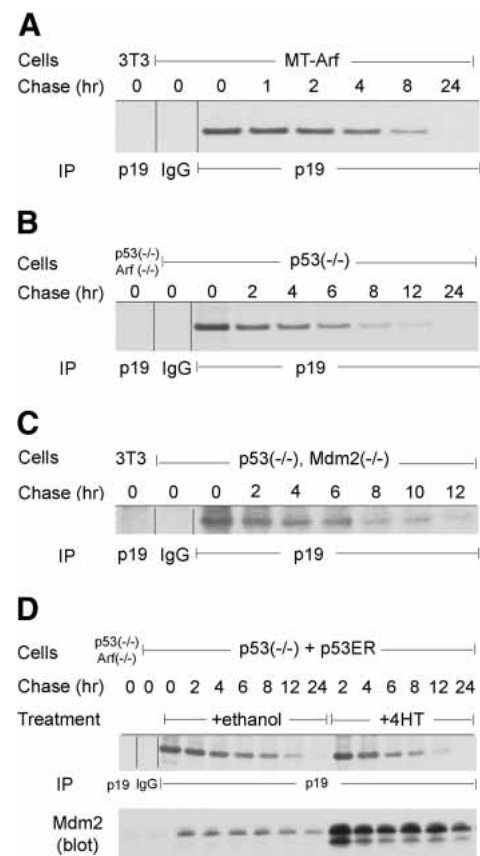 A
Cells 3T3 MT-Arf
Chase (hr) 0 0 0 1 2 4 8 24
IP p19 IgG p19
B
Cells p53(-/-) Arf (-/-) p53(-/-)
Chase (hr) 0 0 0 2 4 6 8 12 24
IP p19 IgG p19
C
Cells 3T3 p53(-/-), Mdm2(-/-)
Chase (hr) 0 0 0 2 4 6 8 10 12
IP p19 IgG p19
D
Cells p53(-/-) Arf(-/-) p53(-/-) + p53ER
Chase (hr) 0 0 0 2 4 6 8 12 24 2 4 6 8 12 24
Treatment +ethanol +4HT
IP p19 IgG p19
Mdm2
(blot)